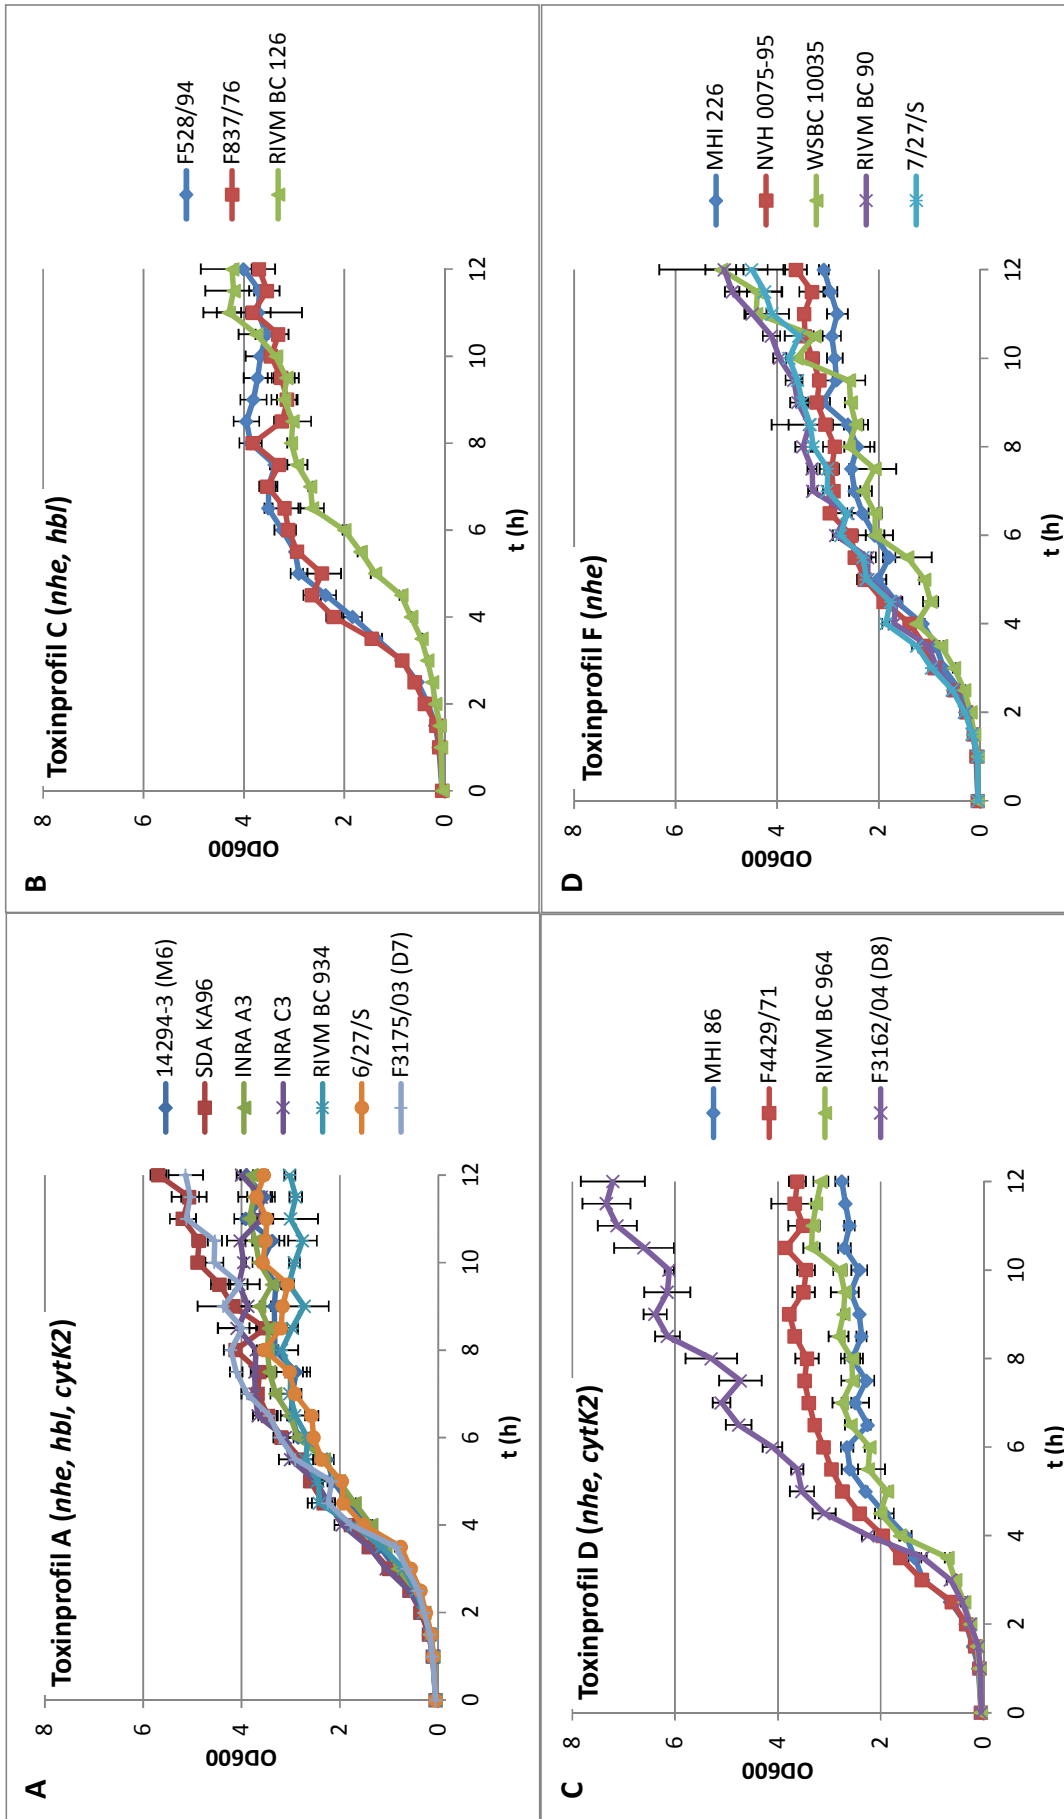 A
Toxinprofil A (nhe, hbl, cytK2)
OD600
8
6
4
2
0
0 2 4 6 8 10 12
t (h)
14294-3 (M6)
SDA KA96
INRA A3
INRA C3
RIVM BC 934
6/27/S
F3175/03 (D7)
B
Toxinprofil C (nhe, hbl)
OD600
8
6
4
2
0
0 2 4 6 8 10 12
t (h)
F528/94
F837/76
RIVM BC 126
C
Toxinprofil D (nhe, cytK2)
OD600
8
6
4
2
0
0 2 4 6 8 10 12
t (h)
MHI 86
F4429/71
RIVM BC 964
F3162/04 (D8)
D
Toxinprofil F (nhe)
OD600
8
6
4
2
0
0 2 4 6 8 10 12
t (h)
MHI 226
NVH 0075-95
WSBC 10035
RIVM BC 90
7/27/S